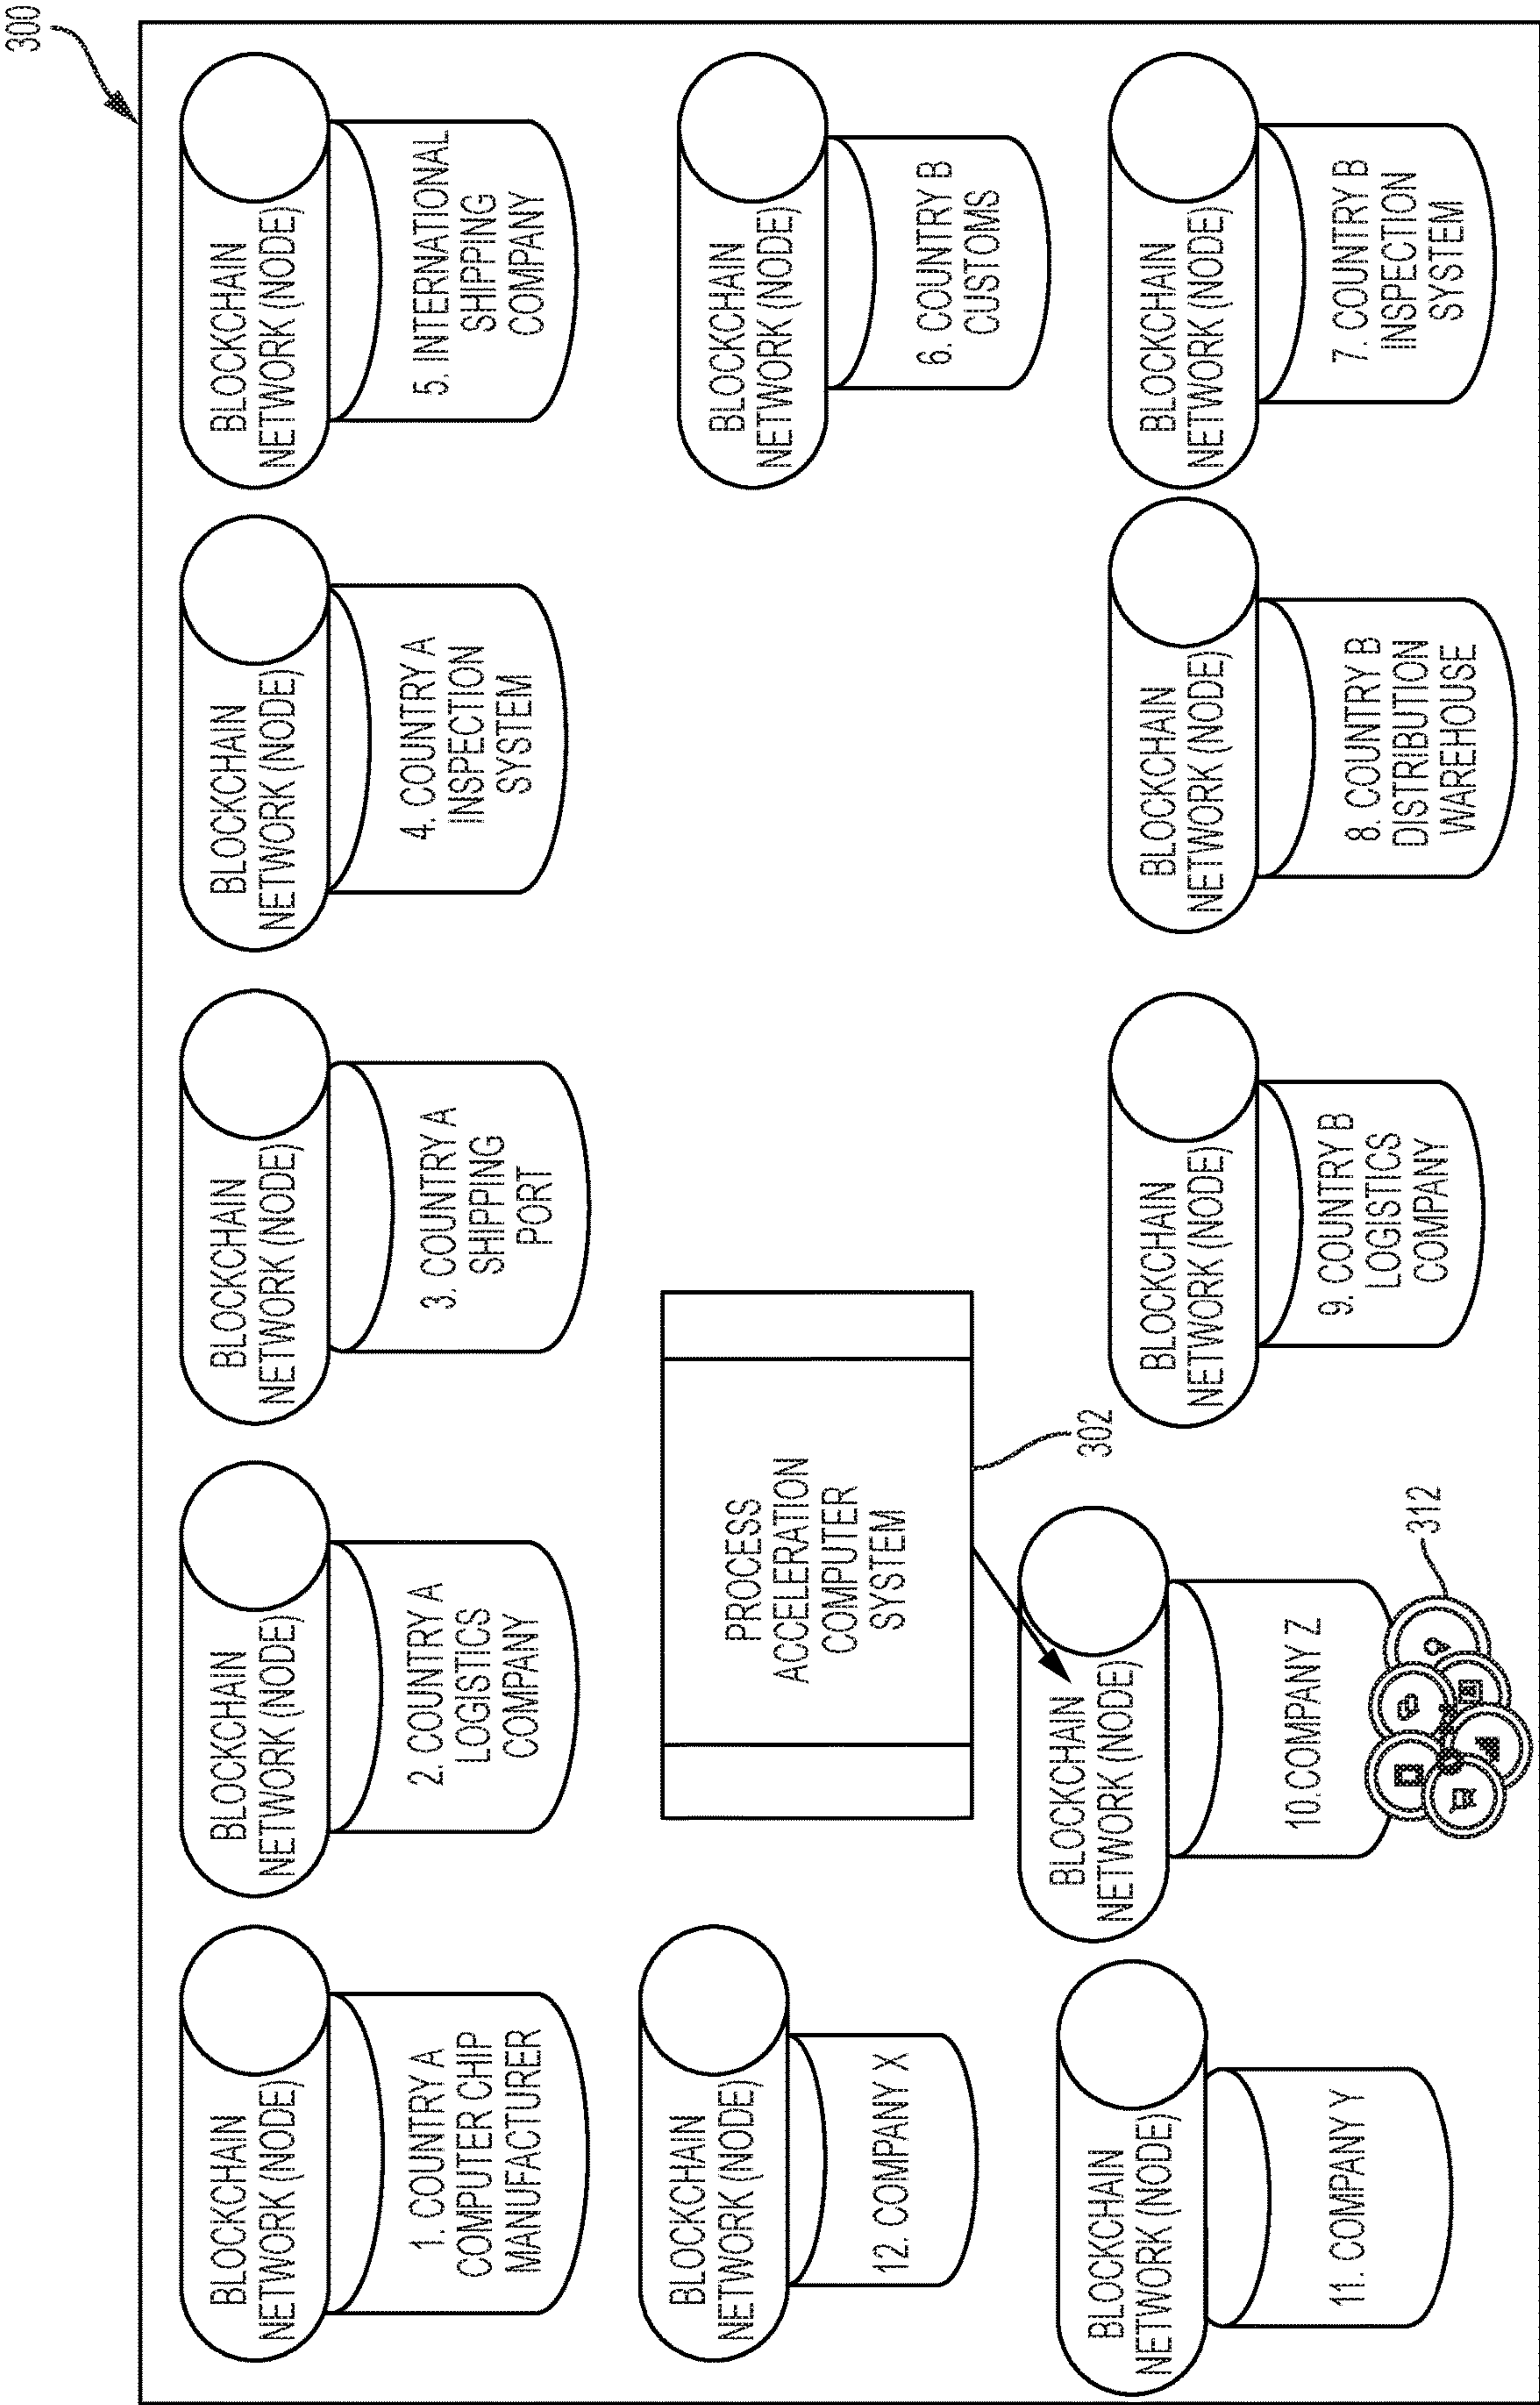 300
BLOCKCHAIN
NETWORK (NODE)
1. COUNTRY A
COMPUTER CHIP
MANUFACTURER
BLOCKCHAIN
NETWORK (NODE)
2. COUNTRY A
LOGISTICS
COMPANY
BLOCKCHAIN
NETWORK (NODE)
3. COUNTRY A
SHIPPING
PORT
BLOCKCHAIN
NETWORK (NODE)
4. COUNTRY A
INSPECTION
SYSTEM
BLOCKCHAIN
NETWORK (NODE)
5. INTERNATIONAL
SHIPPING
COMPANY
BLOCKCHAIN
NETWORK (NODE)
12. COMPANY X
PROCESS
ACCELERATION
COMPUTER
SYSTEM
302
BLOCKCHAIN
NETWORK (NODE)
6. COUNTRY B
CUSTOMS
BLOCKCHAIN
NETWORK (NODE)
11. COMPANY Y
BLOCKCHAIN
NETWORK (NODE)
10.COMPANY Z
312
BLOCKCHAIN
NETWORK (NODE)
9. COUNTRY B
LOGISTICS
COMPANY
BLOCKCHAIN
NETWORK (NODE)
8. COUNTRY B
DISTRIBUTION
WAREHOUSE
BLOCKCHAIN
NETWORK (NODE)
7. COUNTRY B
INSPECTION
SYSTEM